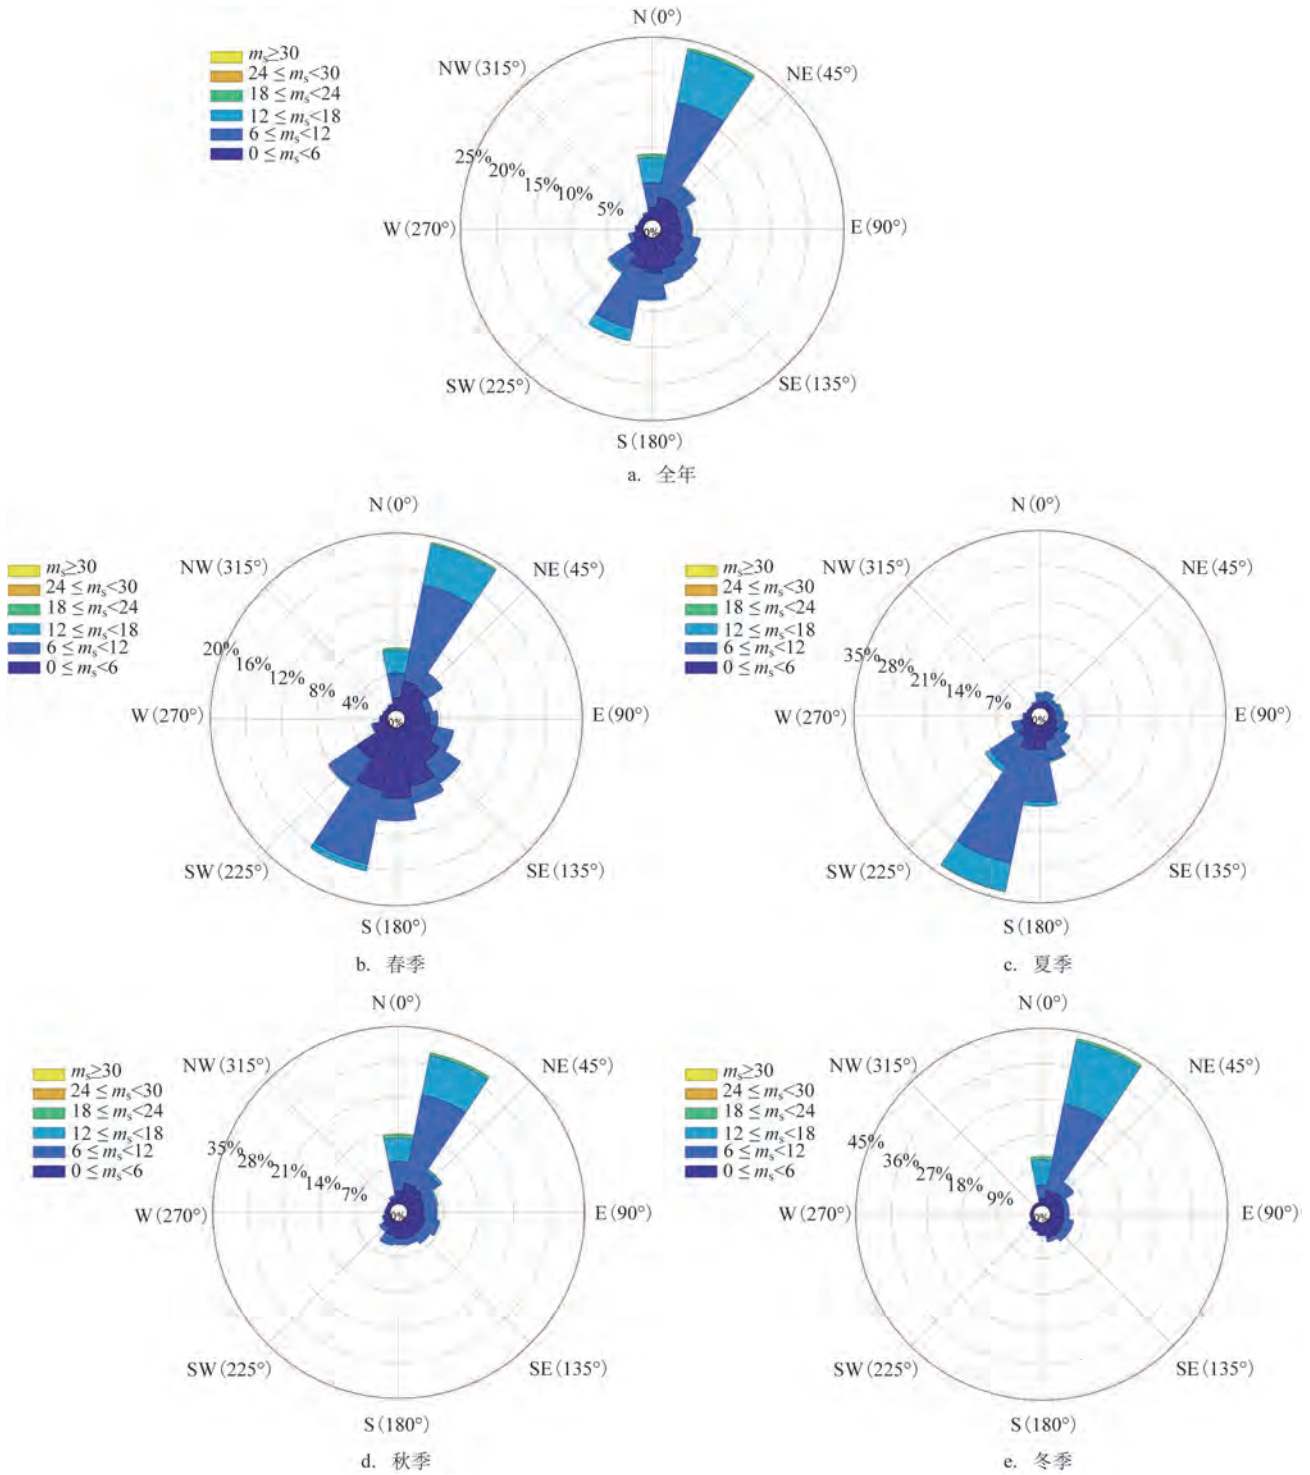 N(0°)
m_s≥30
24 ≤ m_s<30
18 ≤ m_s<24
12 ≤ m_s<18
6 ≤ m_s<12
0 ≤ m_s<6
NW(315°)
NE(45°)
25%
20%
15%
10%
5%
0%
W(270°)
E(90°)
SW(225°)
SE(135°)
S(180°)
a. 全年
N(0°)
m_s≥30
24 ≤ m_s<30
18 ≤ m_s<24
12 ≤ m_s<18
6 ≤ m_s<12
0 ≤ m_s<6
NW(315°)
NE(45°)
20%
16%
12%
8%
4%
0%
W(270°)
E(90°)
SW(225°)
SE(135°)
S(180°)
b. 春季
N(0°)
m_s≥30
24 ≤ m_s<30
18 ≤ m_s<24
12 ≤ m_s<18
6 ≤ m_s<12
0 ≤ m_s<6
NW(315°)
NE(45°)
35%
28%
21%
14%
7%
0%
W(270°)
E(90°)
SW(225°)
SE(135°)
S(180°)
c. 夏季
N(0°)
m_s≥30
24 ≤ m_s<30
18 ≤ m_s<24
12 ≤ m_s<18
6 ≤ m_s<12
0 ≤ m_s<6
NW(315°)
NE(45°)
35%
28%
21%
14%
7%
0%
W(270°)
E(90°)
SW(225°)
SE(135°)
S(180°)
d. 秋季
N(0°)
m_s≥30
24 ≤ m_s<30
18 ≤ m_s<24
12 ≤ m_s<18
6 ≤ m_s<12
0 ≤ m_s<6
NW(315°)
NE(45°)
45%
36%
27%
18%
9%
0%
W(270°)
E(90°)
SW(225°)
SE(135°)
S(180°)
e. 冬季